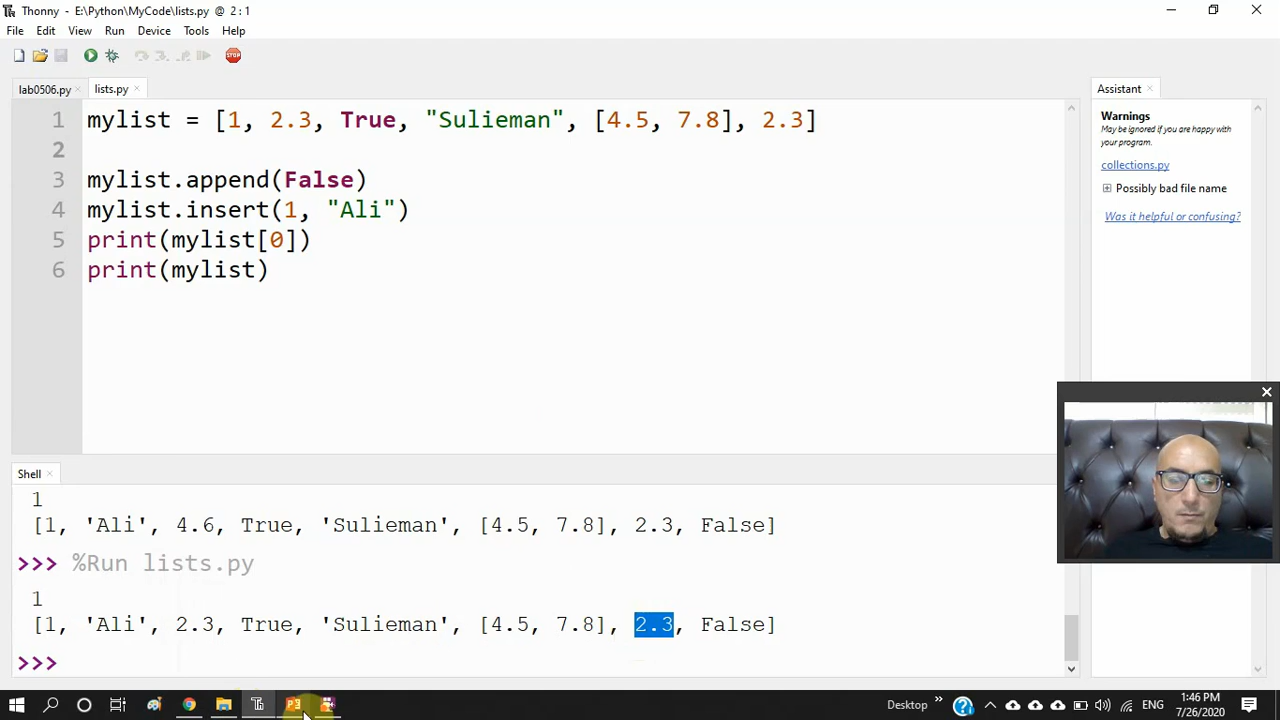 Thonny - E:\Python\MyCode\lists.py @ 2 : 1
File Edit View Run Device Tools Help
STOP
lab0506.py × lists.py × Assistant ×
1 mylist = [1, 2.3, True, "Sulieman", [4.5, 7.8], 2.3]
2
3 mylist.append(False)
4 mylist.insert(1, "Ali")
5 print(mylist[0])
6 print(mylist)
Warnings
May be ignored if you are happy with
your program.
collections.py
Possibly bad file name
Was it helpful or confusing?
Shell ×
1
[1, 'Ali', 4.6, True, 'Sulieman', [4.5, 7.8], 2.3, False]
>>> %Run lists.py
1
[1, 'Ali', 2.3, True, 'Sulieman', [4.5, 7.8], 2.3, False]
>>>
Desktop » ENG 1:46 PM
7/26/2020